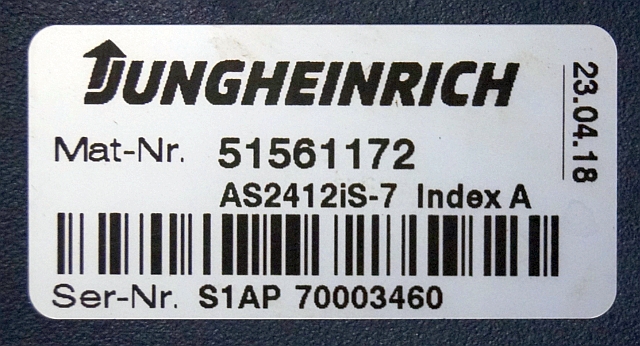 JUNGHEINRICH
Mat-Nr. 51561172
AS2412iS-7 Index A
Ser-Nr. S1AP 70003460
23.04.18